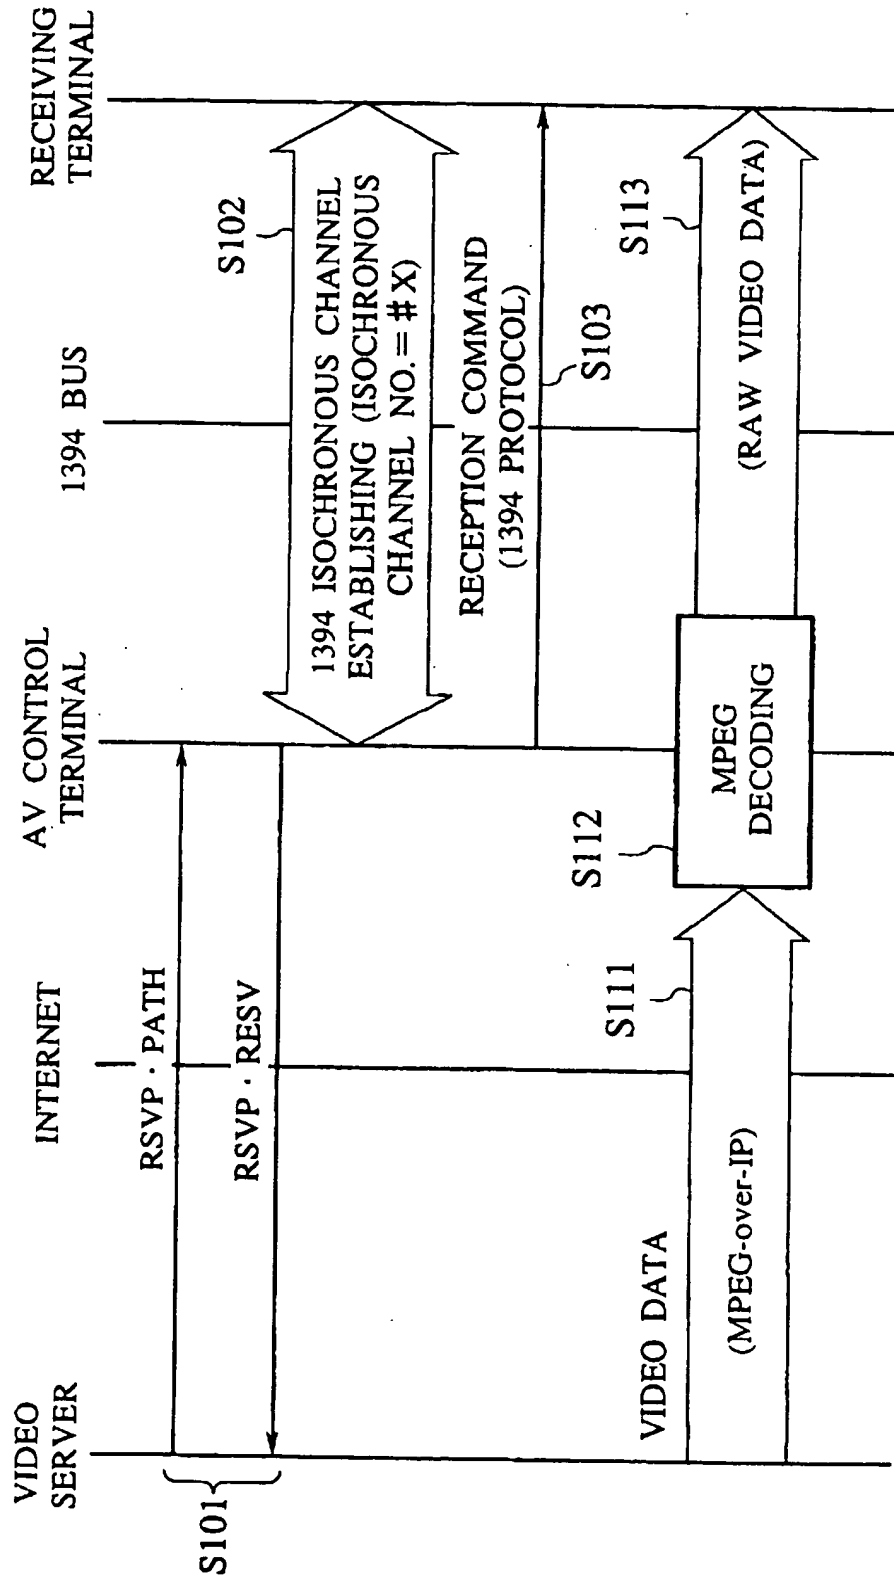 VIDEO
SERVER
INTERNET
AV CONTROL
TERMINAL
1394 BUS
RECEIVING
TERMINAL
S101
RSVP · PATH
RSVP · RESV
S102
1394 ISOCHRONOUS CHANNEL
ESTABLISHING (ISOCHRONOUS
CHANNEL NO. = #X)
RECEPTION COMMAND
(1394 PROTOCOL)
S103
VIDEO DATA
(MPEG-over-IP)
S111
S112
MPEG
DECODING
S113
(RAW VIDEO DATA)